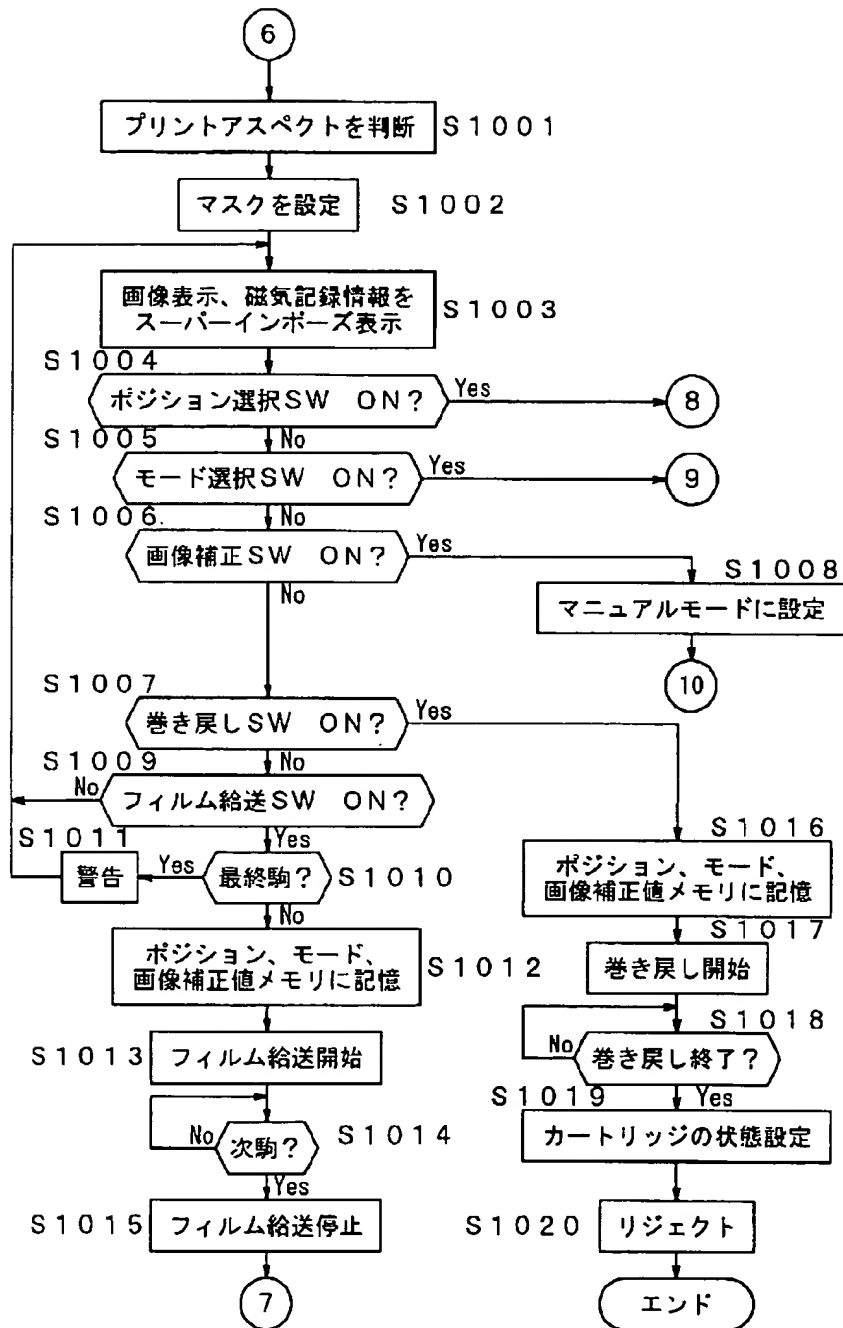 6
プリントアスペクトを判断 S1001
マスクを設定 S1002
画像表示、磁気記録情報を
スーパーインポーズ表示
S1003
S1004
ポジション選択SW ON?
Yes
8
No
S1005
モード選択SW ON?
Yes
9
No
S1006
画像補正SW ON?
Yes
No
S1008
マニュアルモードに設定
10
S1007
巻き戻しSW ON?
Yes
No
S1009
No
フィルム給送SW ON?
Yes
S1011
警告
Yes
最終駒?
S1010
No
ポジション、モード、
画像補正値メモリに記憶
S1012
S1013 フィルム給送開始
No
次駒?
S1014
Yes
S1015 フィルム給送停止
7
S1016
ポジション、モード、
画像補正値メモリに記憶
S1017
巻き戻し開始
S1018
No
巻き戻し終了?
S1019
Yes
カートリッジの状態設定
S1020 リジェクト
エンド